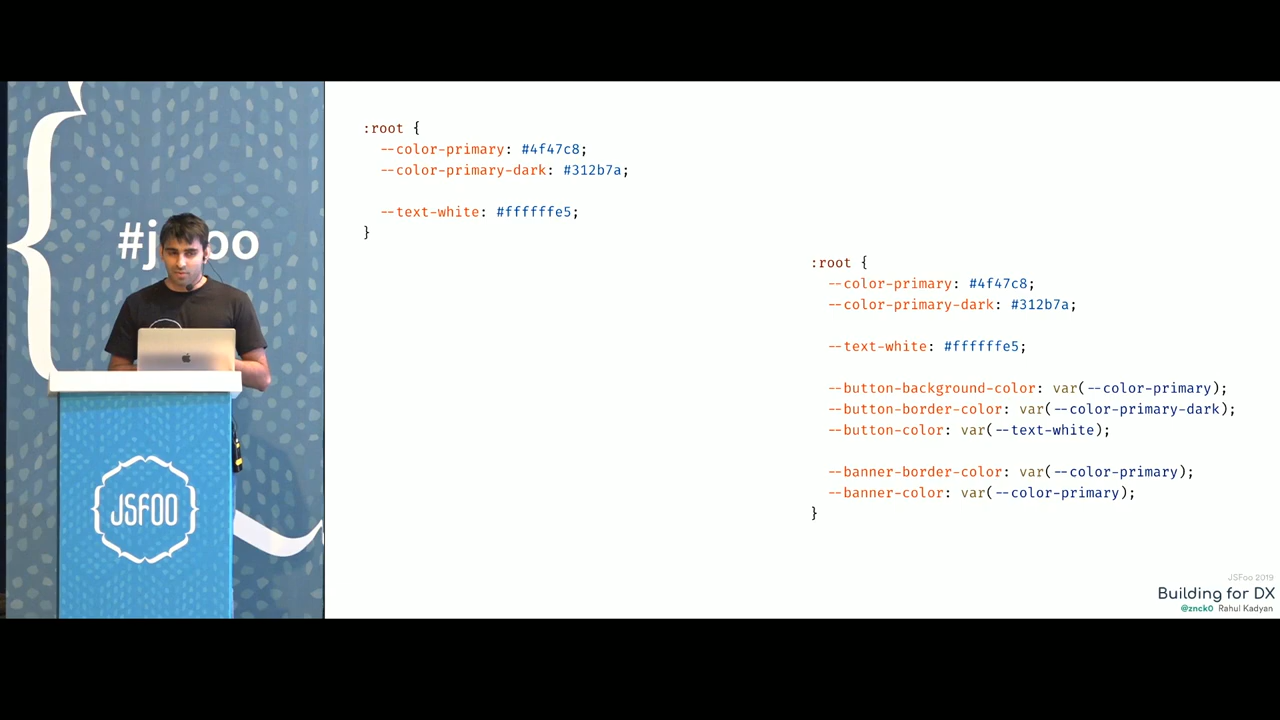 :root {
--color-primary: #4f47c8;
--color-primary-dark: #312b7a;
--text-white: #ffffffe5;
}
:root {
--color-primary: #4f47c8;
--color-primary-dark: #312b7a;
--text-white: #ffffffe5;
--button-background-color: var(--color-primary);
--button-border-color: var(--color-primary-dark);
--button-color: var(--text-white);
--banner-border-color: var(--color-primary);
--banner-color: var(--color-primary);
}
JSFOO
JSFoo 2019
Building for DX
@znck0 Rahul Kadyan